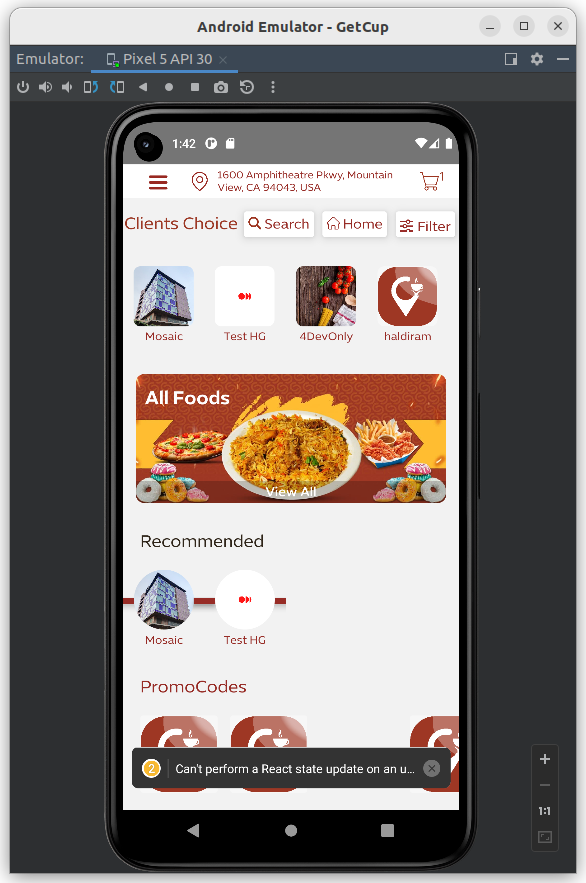 Android Emulator - GetCup
Emulator: Pixel 5 API 30
1:42
1600 Amphitheatre Pkwy, Mountain
View, CA 94043, USA
1
Clients Choice Search Home Filter
Mosaic Test HG 4DevOnly haldiram
All Foods
View All
Recommended
Mosaic Test HG
PromoCodes
2 Can't perform a React state update on an u...
1:1